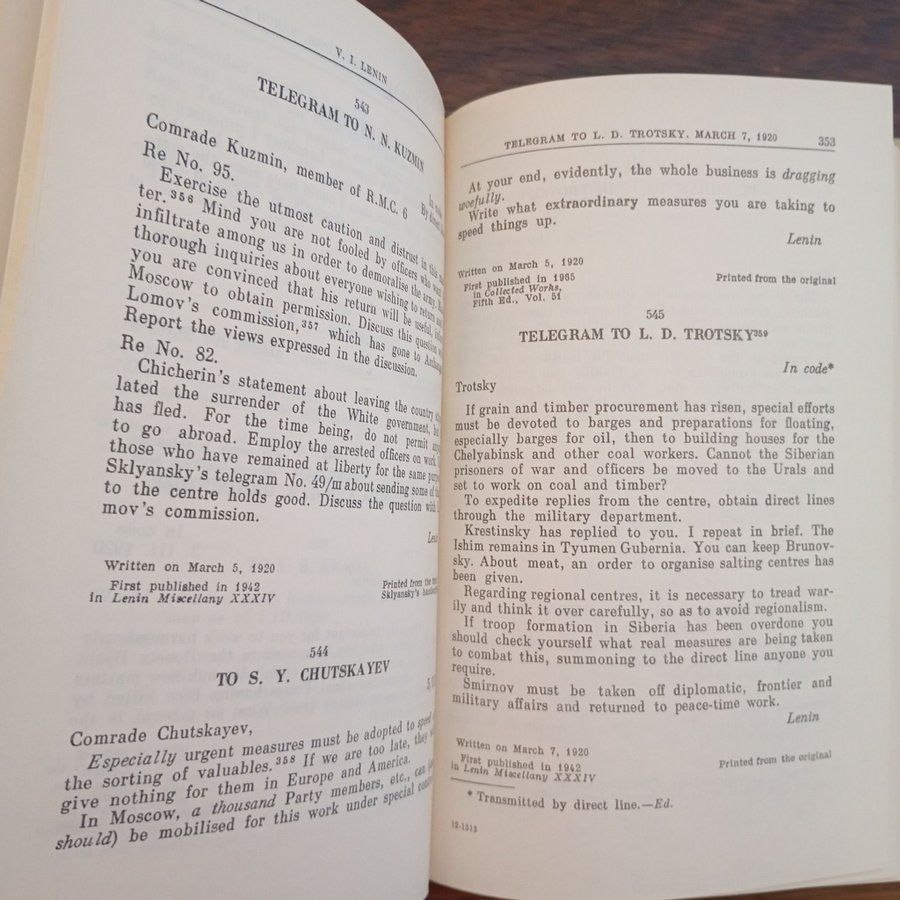 V. I. LENIN
543
TELEGRAM TO N. N. KUZMIN
In
By
Comrade Kuzmin, member of R.M.C. 6
Re No. 95.
Exercise the utmost caution and distrust in this
ter.356 Mind you are not fooled by officers who
infiltrate among us in order to demoralise the army.
thorough inquiries about everyone wishing to return
you are convinced that his return will be useful,
Moscow to obtain permission. Discuss this question
Lomov's commission,357 which has gone to
Report the views expressed in the discussion.
Re No. 82.
Chicherin's statement about leaving the country
lated the surrender of the White government,
has fled. For the time being, do not permit
to go abroad. Employ the arrested officers on work,
those who have remained at liberty for the same
Sklyansky's telegram No. 49/III about sending some of
to the centre holds good. Discuss the question with
mov's commission.
Written on March 5, 1920
First published in 1942
in Lenin Miscellany XXXIV
Printed from the
Sklyansky's
544
TO S. Y. CHUTSKAYEV
Comrade Chutskayev,
Especially urgent measures must be adopted to speed
the sorting of valuables.358 If we are too late, they
give nothing for them in Europe and America.
In Moscow, a thousand Party members, etc., can
should) be mobilised for this work under special
TELEGRAM TO L. D. TROTSKY. MARCH 7, 1920 353
At your end, evidently, the whole business is dragging
woefully.
Write what extraordinary measures you are taking to
speed things up.
Lenin
Written on March 5, 1920
First published in 1965
in Collected Works,
Fifth Ed., Vol. 51
Printed from the original
545
TELEGRAM TO L. D. TROTSKY359
In code*
Trotsky
If grain and timber procurement has risen, special efforts
must be devoted to barges and preparations for floating,
especially barges for oil, then to building houses for the
Chelyabinsk and other coal workers. Cannot the Siberian
prisoners of war and officers be moved to the Urals and
set to work on coal and timber?
To expedite replies from the centre, obtain direct lines
through the military department.
Krestinsky has replied to you. I repeat in brief. The
Ishim remains in Tyumen Gubernia. You can keep Brunov-
sky. About meat, an order to organise salting centres has
been given.
Regarding regional centres, it is necessary to tread war-
ily and think it over carefully, so as to avoid regionalism.
If troop formation in Siberia has been overdone you
should check yourself what real measures are being taken
to combat this, summoning to the direct line anyone you
require.
Smirnov must be taken off diplomatic, frontier and
military affairs and returned to peace-time work.
Lenin
Written on March 7, 1920
First published in 1942
in Lenin Miscellany XXXIV
Printed from the original
* Transmitted by direct line.—Ed.
12-1515